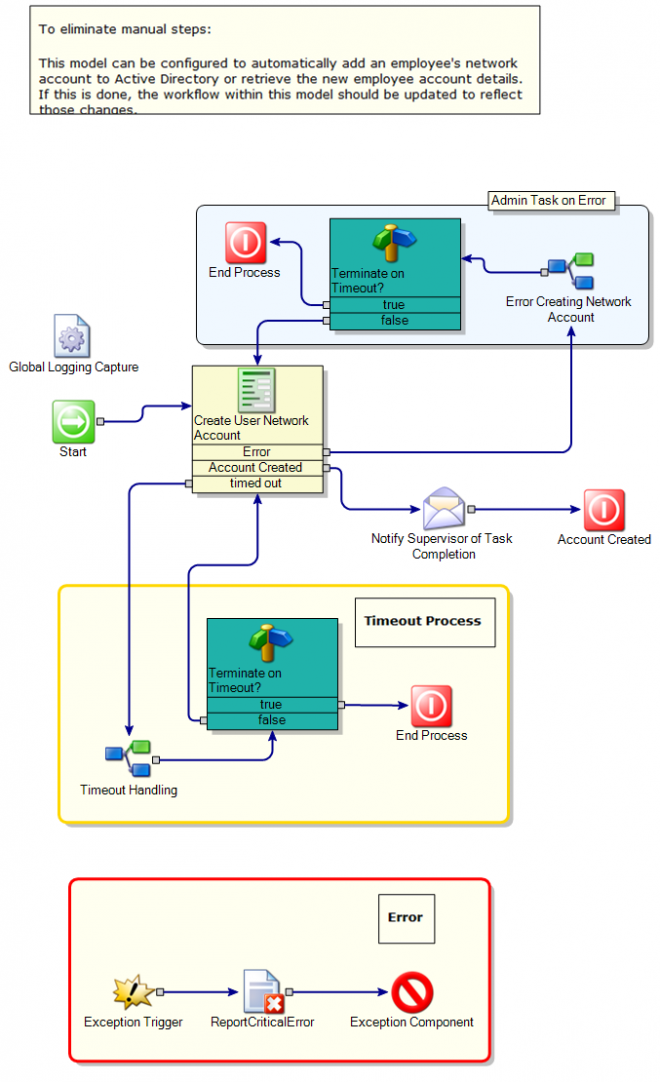 To eliminate manual steps:
This model can be configured to automatically add an employee's network
account to Active Directory or retrieve the new employee account details.
If this is done, the workflow within this model should be updated to reflect
those changes.
Admin Task on Error
End Process
Terminate on
Timeout?
true
false
Error Creating Network
Account
Global Logging Capture
Start
Create User Network
Account
Error
Account Created
timed out
Notify Supervisor of Task
Completion
Account Created
Timeout Process
Terminate on
Timeout?
true
false
End Process
Timeout Handling
Error
Exception Trigger
ReportCriticalError
Exception Component